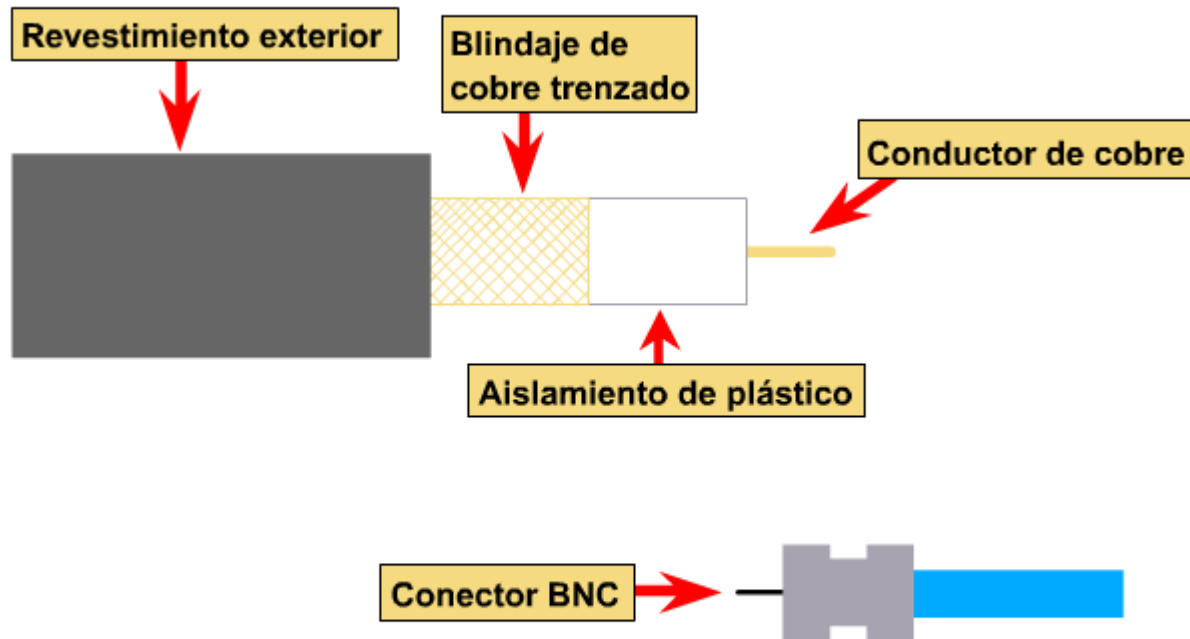 Revestimiento exterior
Blindaje de
cobre trenzado
Conductor de cobre
Aislamiento de plástico
Conector BNC